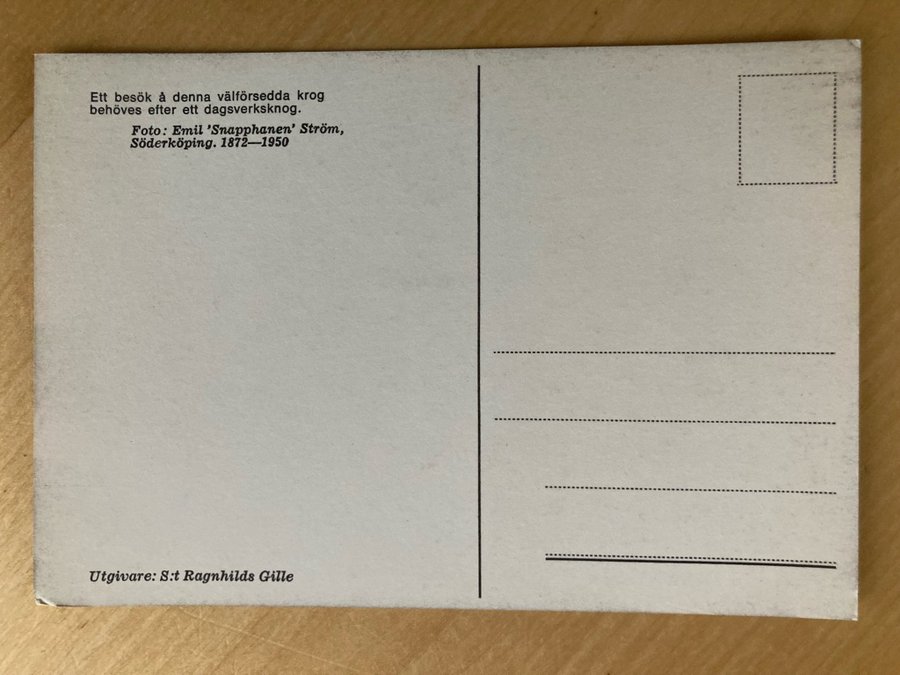 Ett besök å denna välförsedda krog
behöves efter ett dagsverksknog.
Foto: Emil 'Snapphanen' Ström,
Söderköping. 1872—1950
Utgivare: S:t Ragnhilds Gille